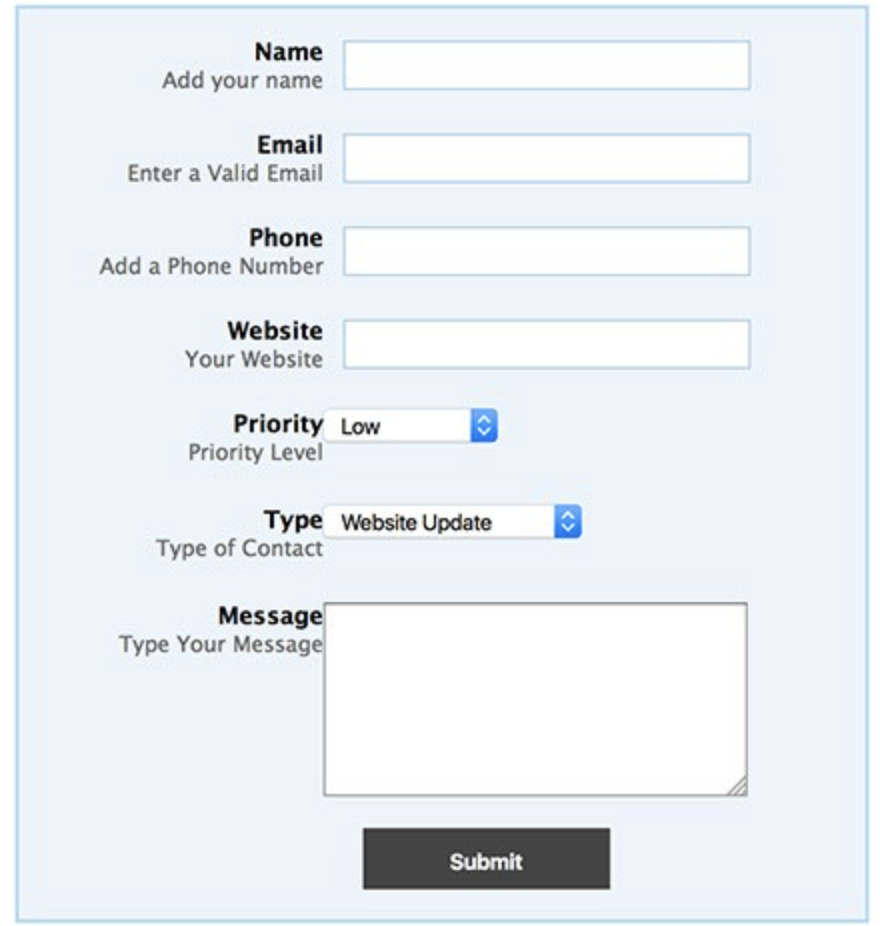 Name
Add your name
Email
Enter a Valid Email
Phone
Add a Phone Number
Website
Your Website
Priority Low
Priority Level
Type Website Update
Type of Contact
Message
Type Your Message
Submit